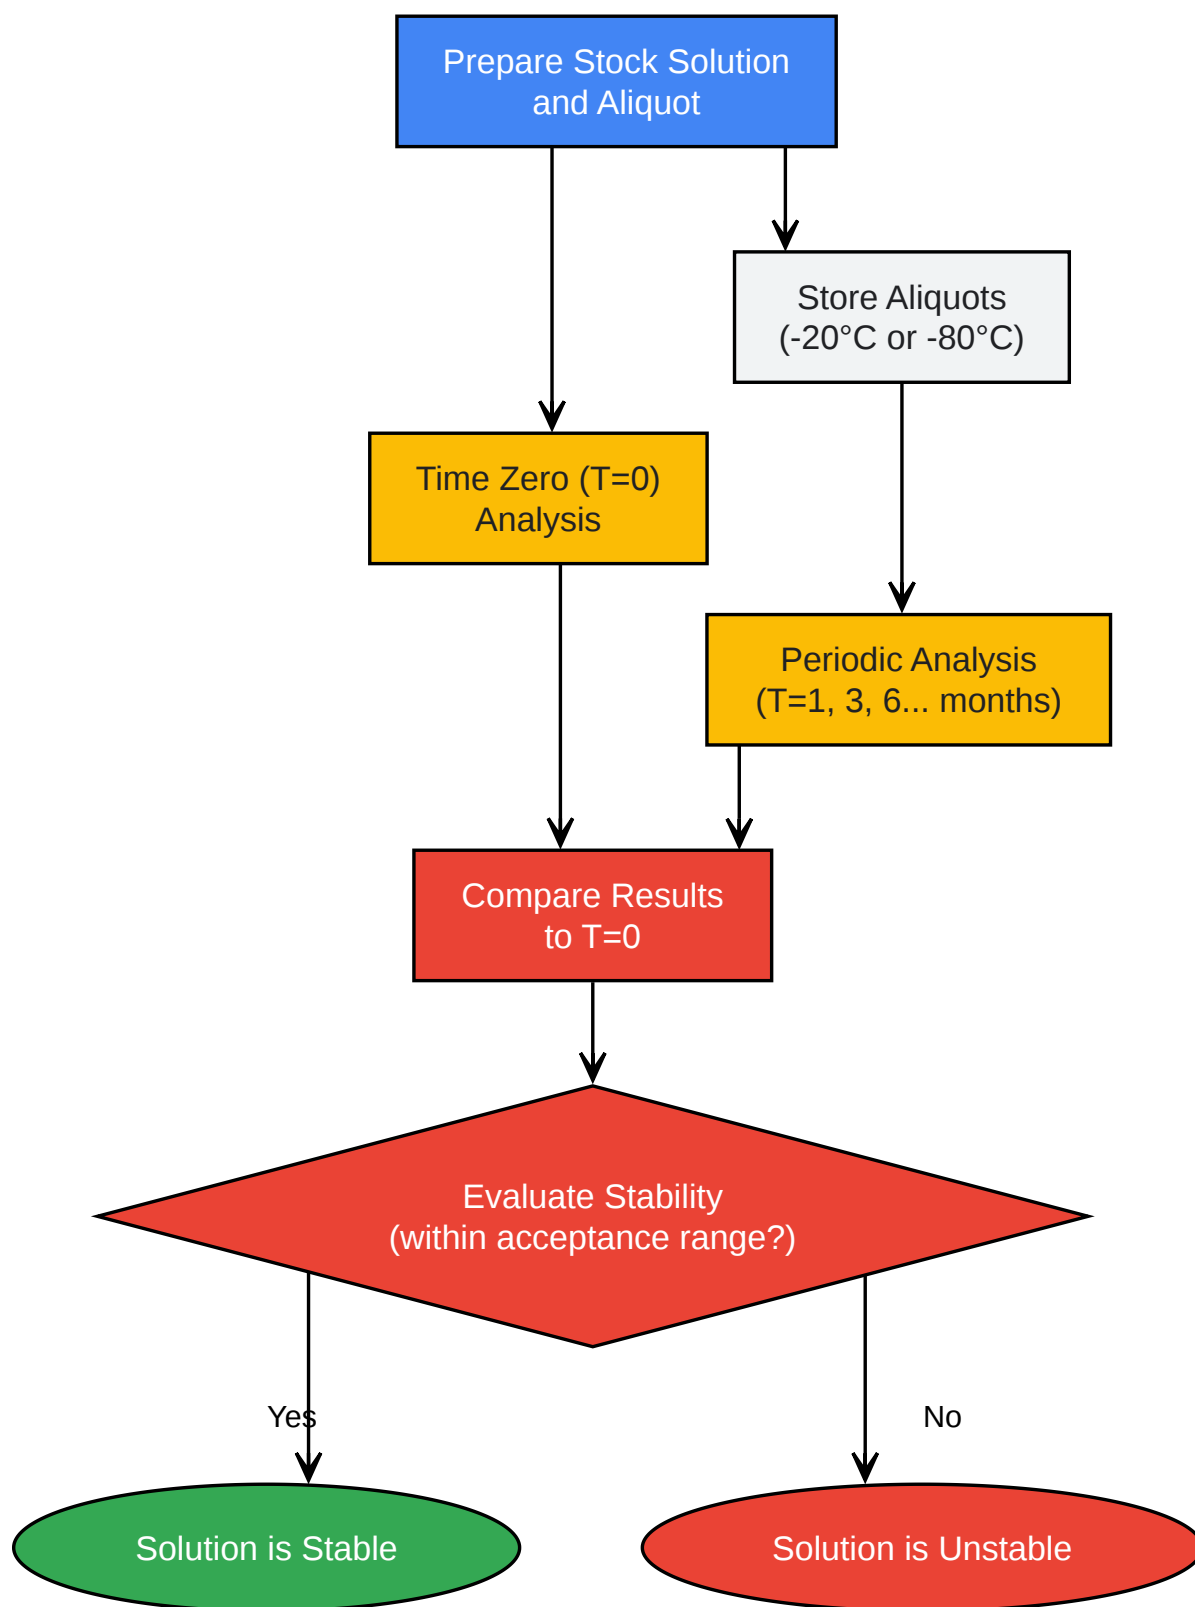 Prepare Stock Solution
and Aliquot
Store Aliquots
(-20°C or -80°C)
Time Zero (T=0)
Analysis
Periodic Analysis
(T=1, 3, 6... months)
Compare Results
to T=0
Evaluate Stability
(within acceptance range?)
Yes
No
Solution is Stable
Solution is Unstable